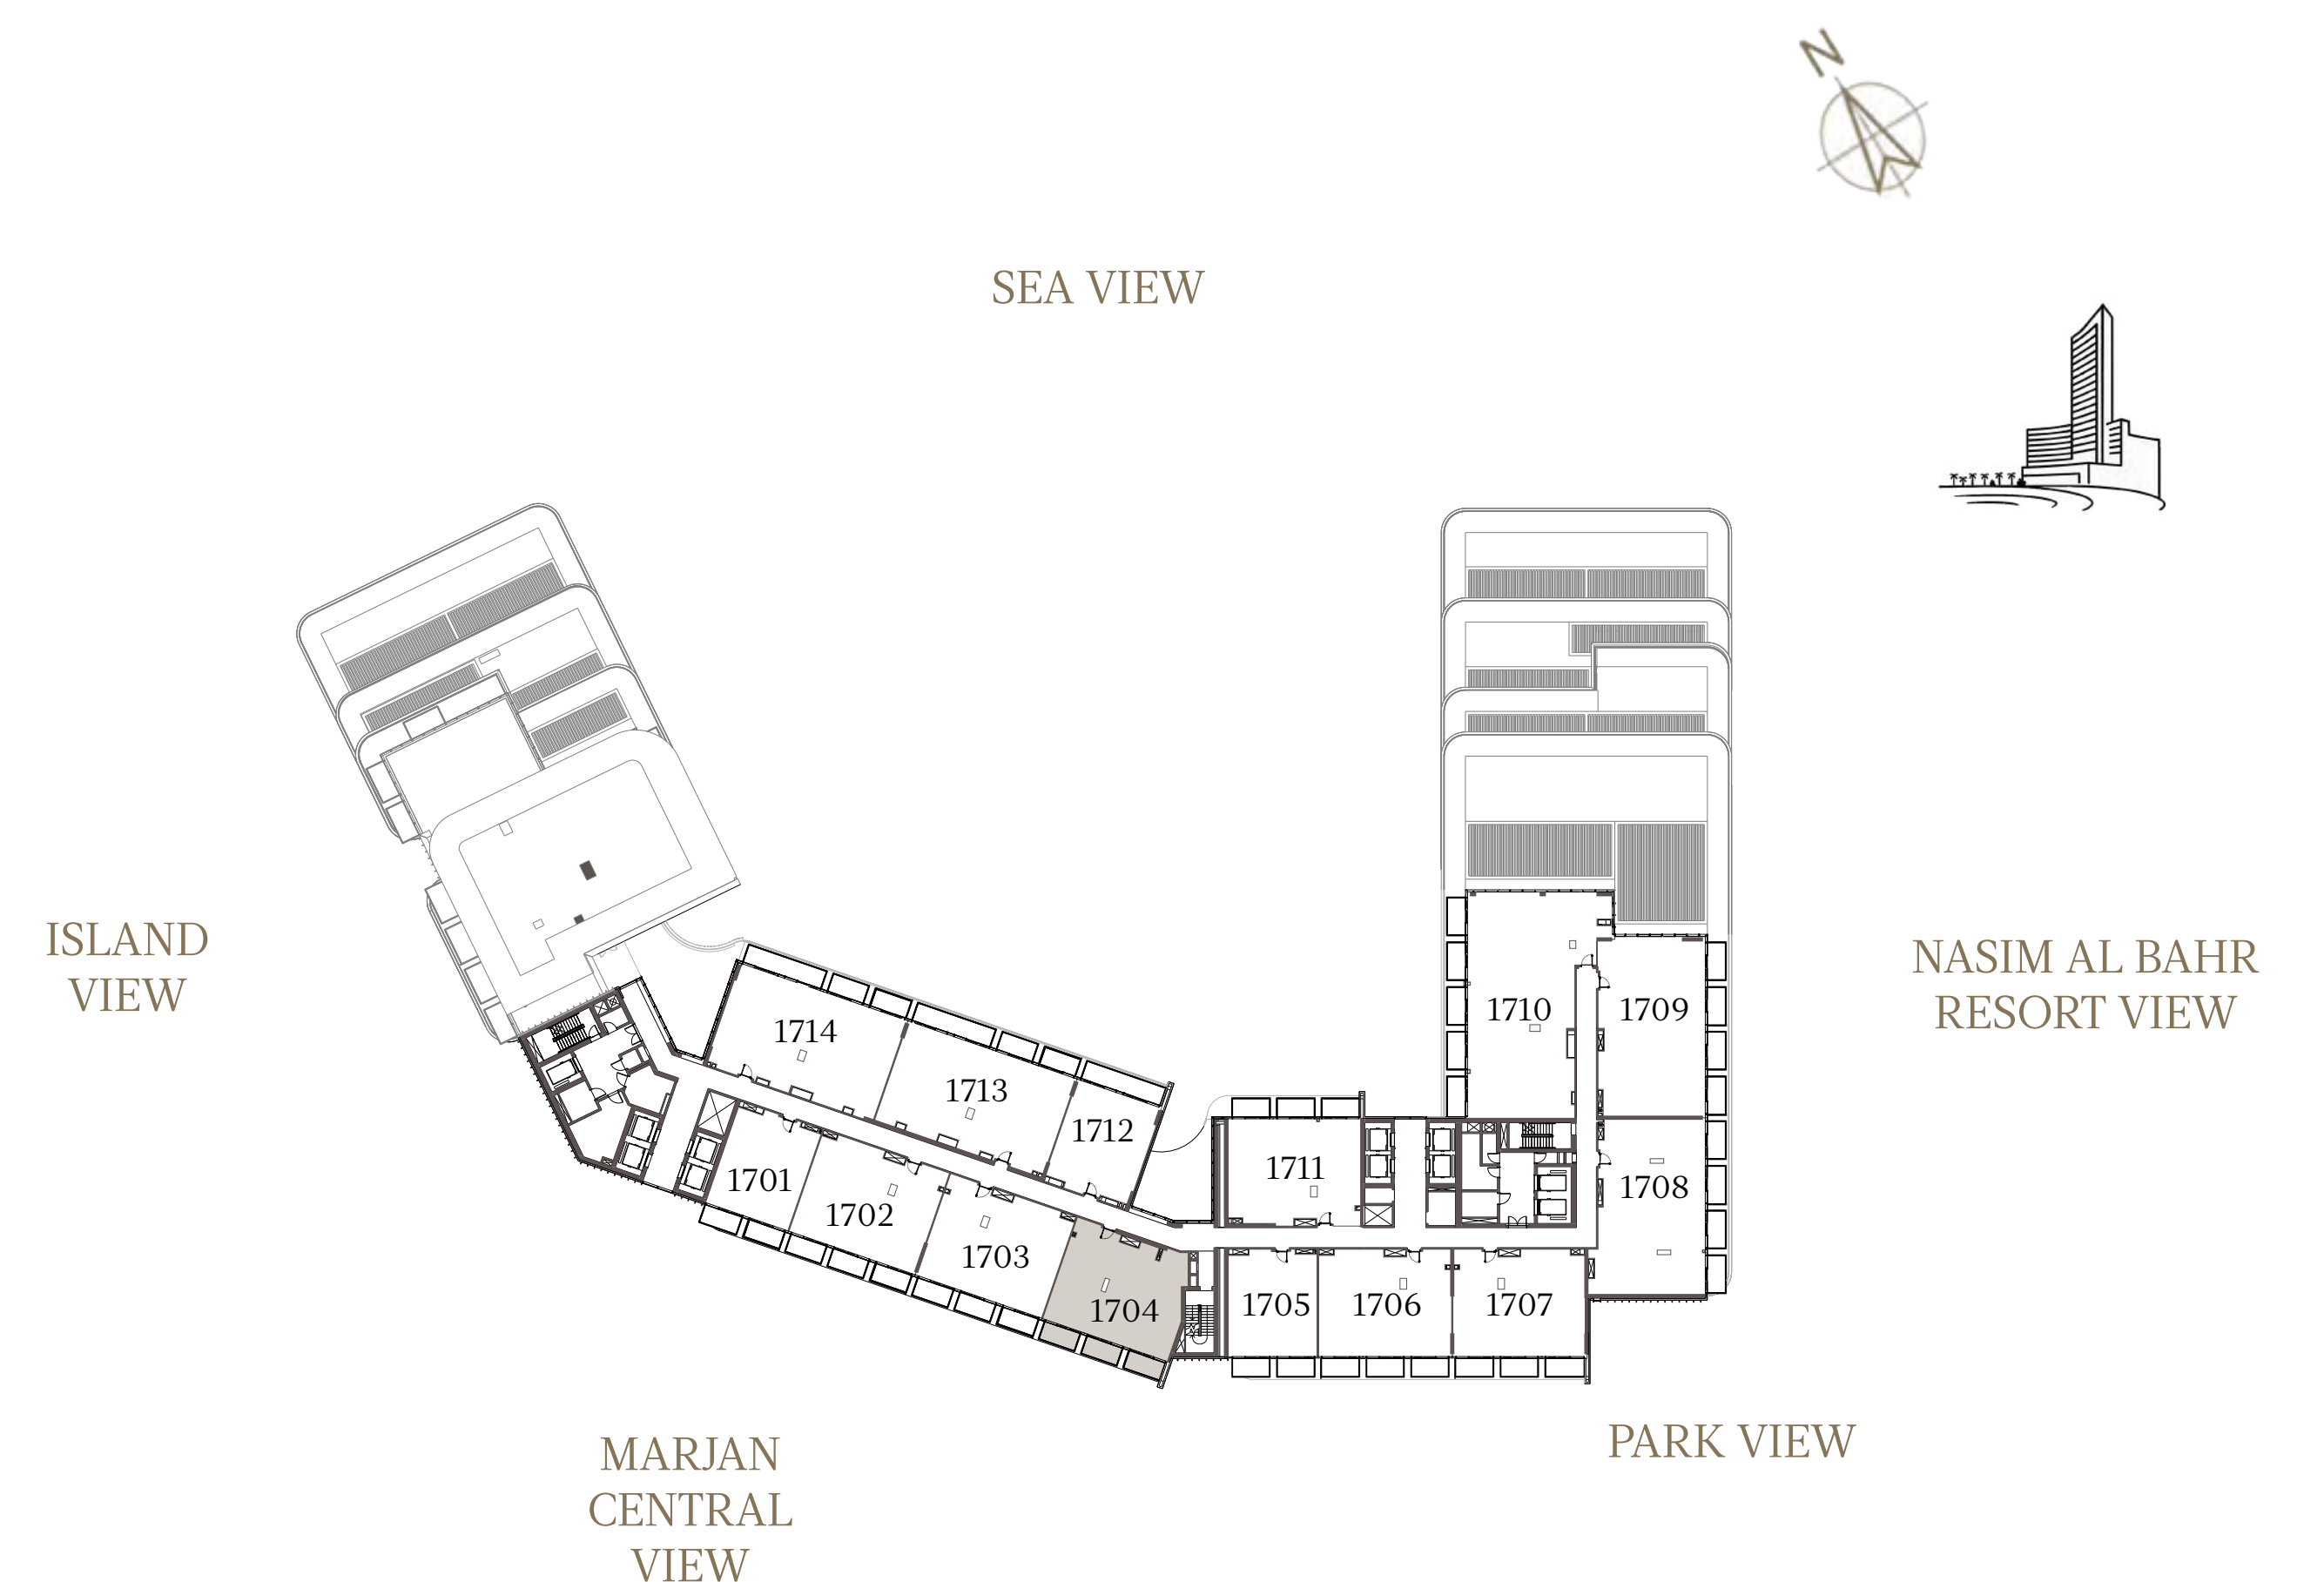 N
SEA VIEW
ISLAND
VIEW
NASIM AL BAHR
RESORT VIEW
1710
1709
1714
1713
1712
1711
1708
1701
1702
1703
1704
1705
1706
1707
MARJAN
CENTRAL
VIEW
PARK VIEW